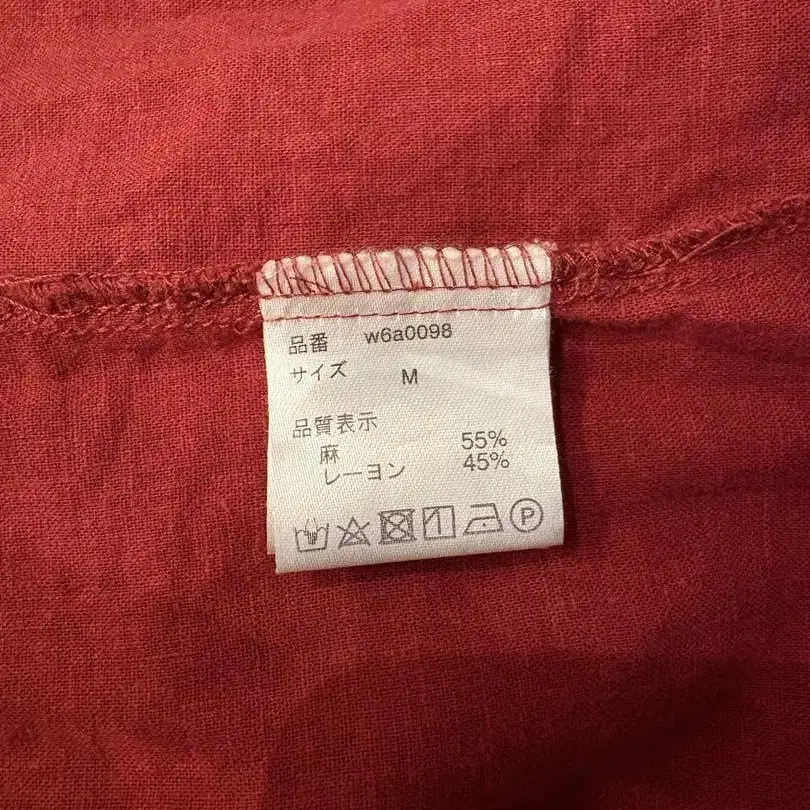 品番 w6a0098
サイズ M
品質表示
麻 55%
レーヨン 45%
P